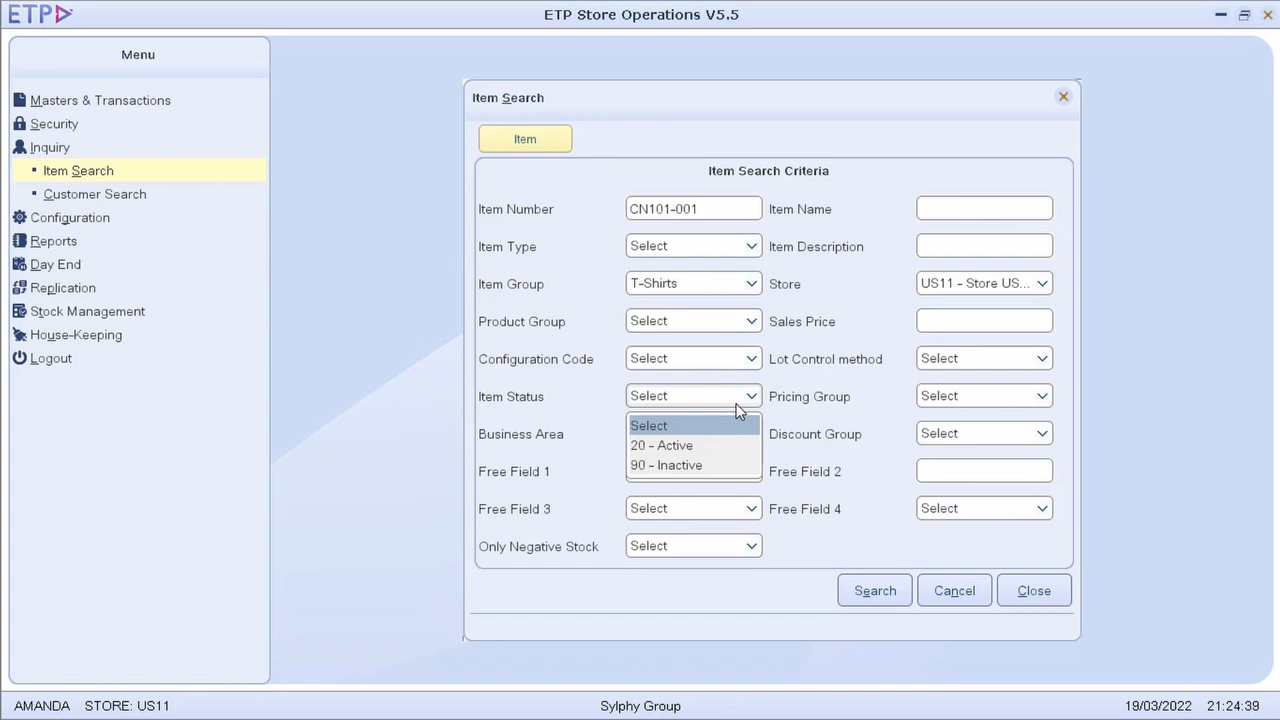 ETP
ETP Store Operations V5.5
Menu
Masters & Transactions
Security
Inquiry
Item Search
Customer Search
Configuration
Reports
Day End
Replication
Stock Management
House-Keeping
Logout
Item Search
Item
Item Search Criteria
Item Number CN101-001 Item Name
Item Type Select Item Description
Item Group T-Shirts Store US11 - Store US...
Product Group Select Sales Price
Configuration Code Select Lot Control method Select
Item Status Select Pricing Group Select
Select
20 - Active
90 - Inactive
Business Area Discount Group Select
Free Field 1 Free Field 2
Free Field 3 Select Free Field 4 Select
Only Negative Stock Select
Search Cancel Close
AMANDA STORE: US11 Sylphy Group 19/03/2022 21:24:39